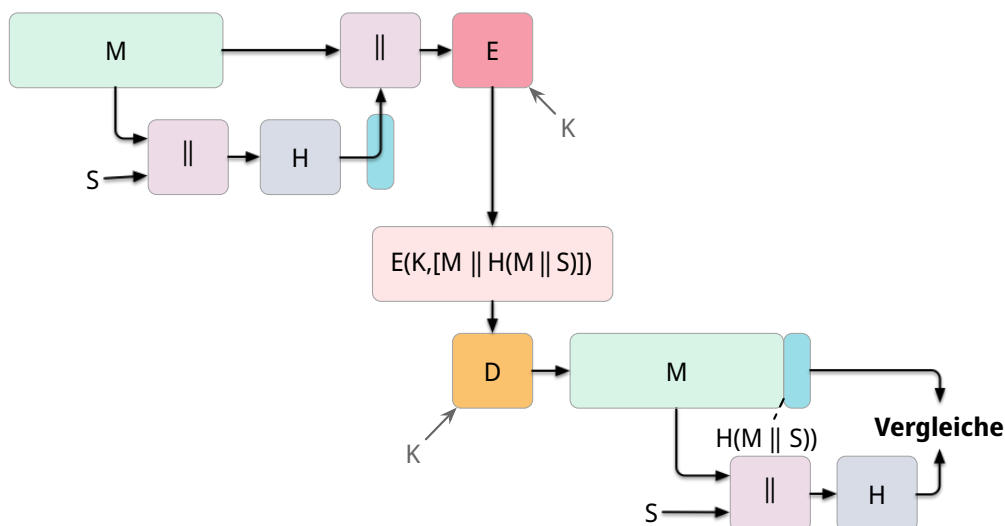 M
||
E
K
||
H
S
E(K,[M || H(M || S)])
D
M
K
H(M || S))
Vergleiche
||
H
S